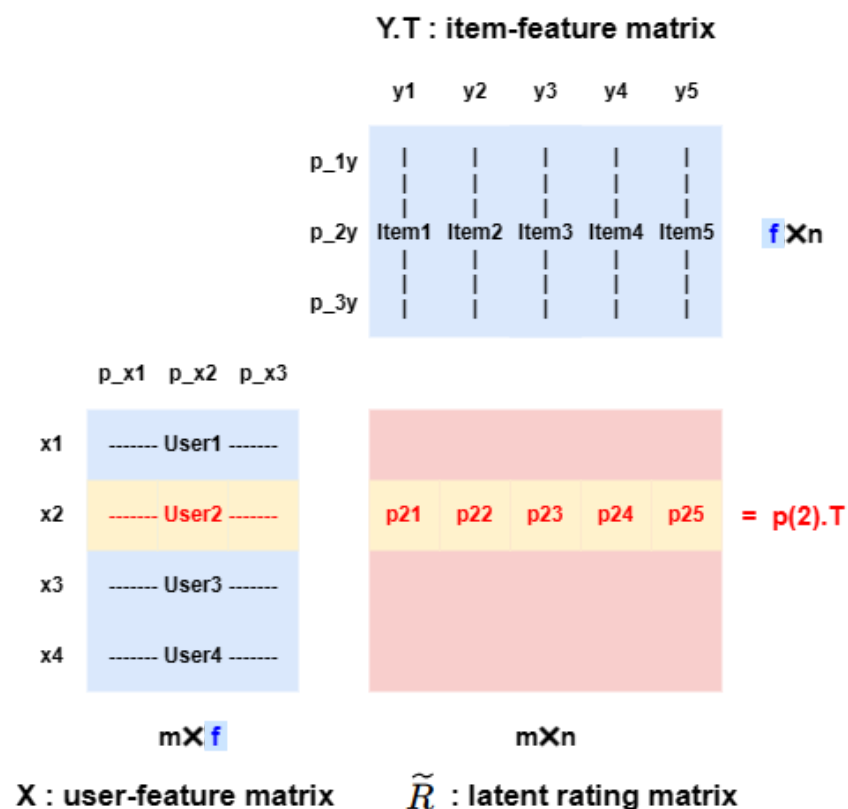 Y.T : item-feature matrix
y1 y2 y3 y4 y5
p_1y
p_2y Item1 Item2 Item3 Item4 Item5 f×n
p_3y
p_x1 p_x2 p_x3
x1 ------- User1 -------
x2 ------- User2 ------- p21 p22 p23 p24 p25 = p(2).T
x3 ------- User3 -------
x4 ------- User4 -------
m×f m×n
X : user-feature matrix R̃ : latent rating matrix